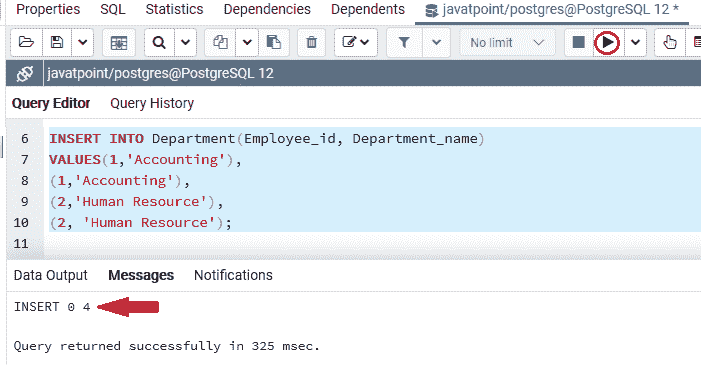 Properties SQL Statistics Dependencies Dependents javatpoint/postgres@PostgreSQL 12 *
No limit
javatpoint/postgres@PostgreSQL 12
Query Editor Query History
6 INSERT INTO Department(Employee_id, Department_name)
7 VALUES(1,'Accounting'),
8 (1,'Accounting'),
9 (2,'Human Resource'),
10 (2, 'Human Resource');
11
Data Output Messages Notifications
INSERT 0 4
Query returned successfully in 325 msec.